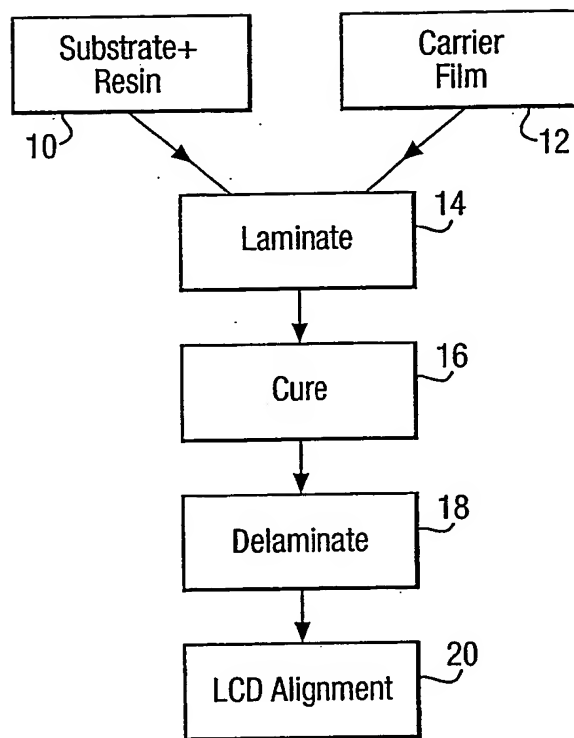 Substrate+
Resin
Carrier
Film
10
12
Laminate
14
Cure
16
Delaminate
18
LCD Alignment
20